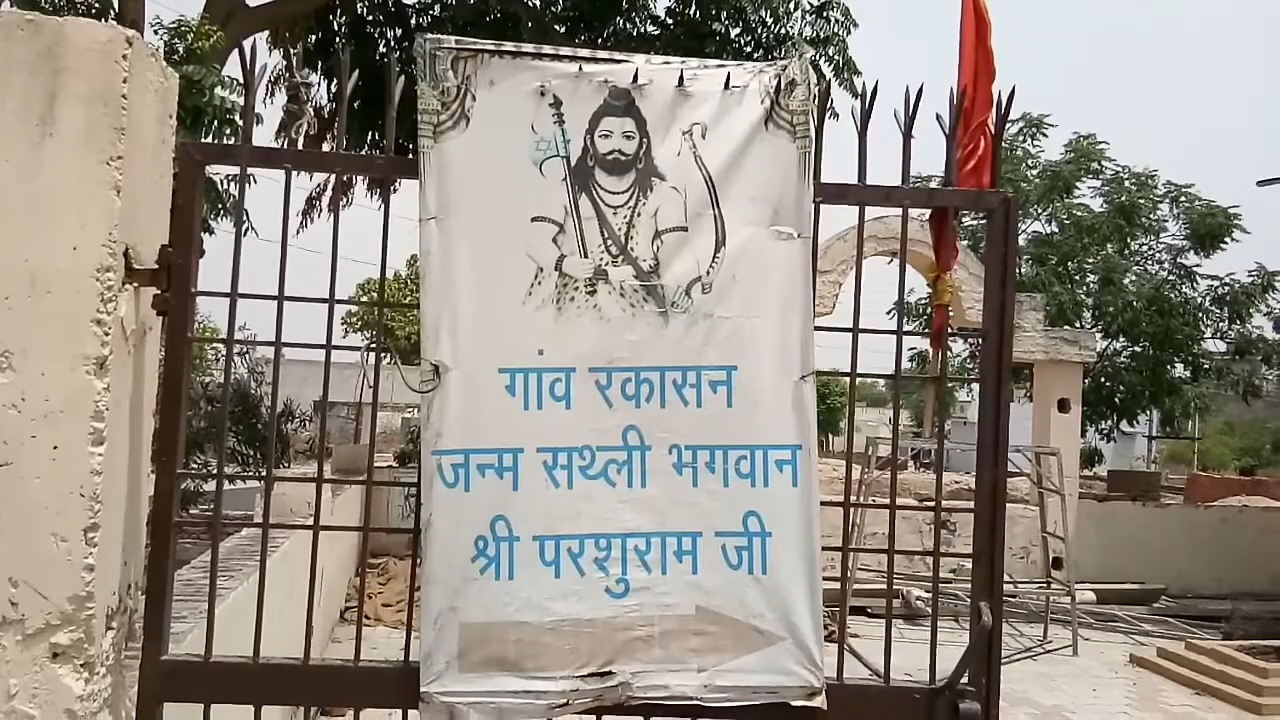 गांव रकासन
जन्म सथ्ली भगवान
श्री परशुराम जी